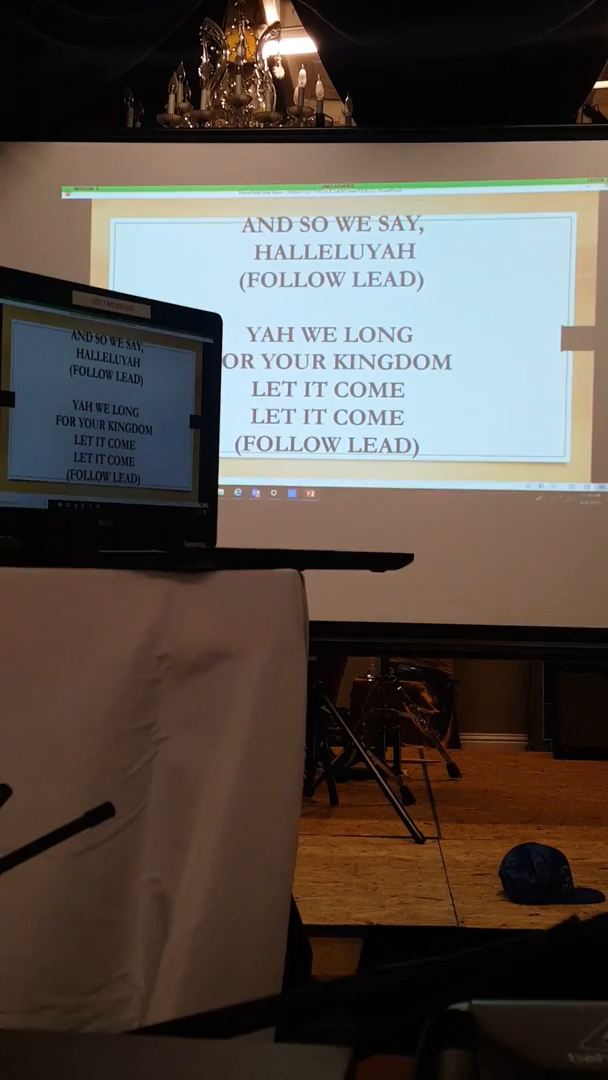 AND SO WE SAY,
HALLELUYAH
(FOLLOW LEAD)
YAH WE LONG
OR YOUR KINGDOM
LET IT COME
LET IT COME
(FOLLOW LEAD)
AND SO WE SAY,
HALLELUYAH
(FOLLOW LEAD)
YAH WE LONG
FOR YOUR KINGDOM
LET IT COME
LET IT COME
(FOLLOW LEAD)
DELL